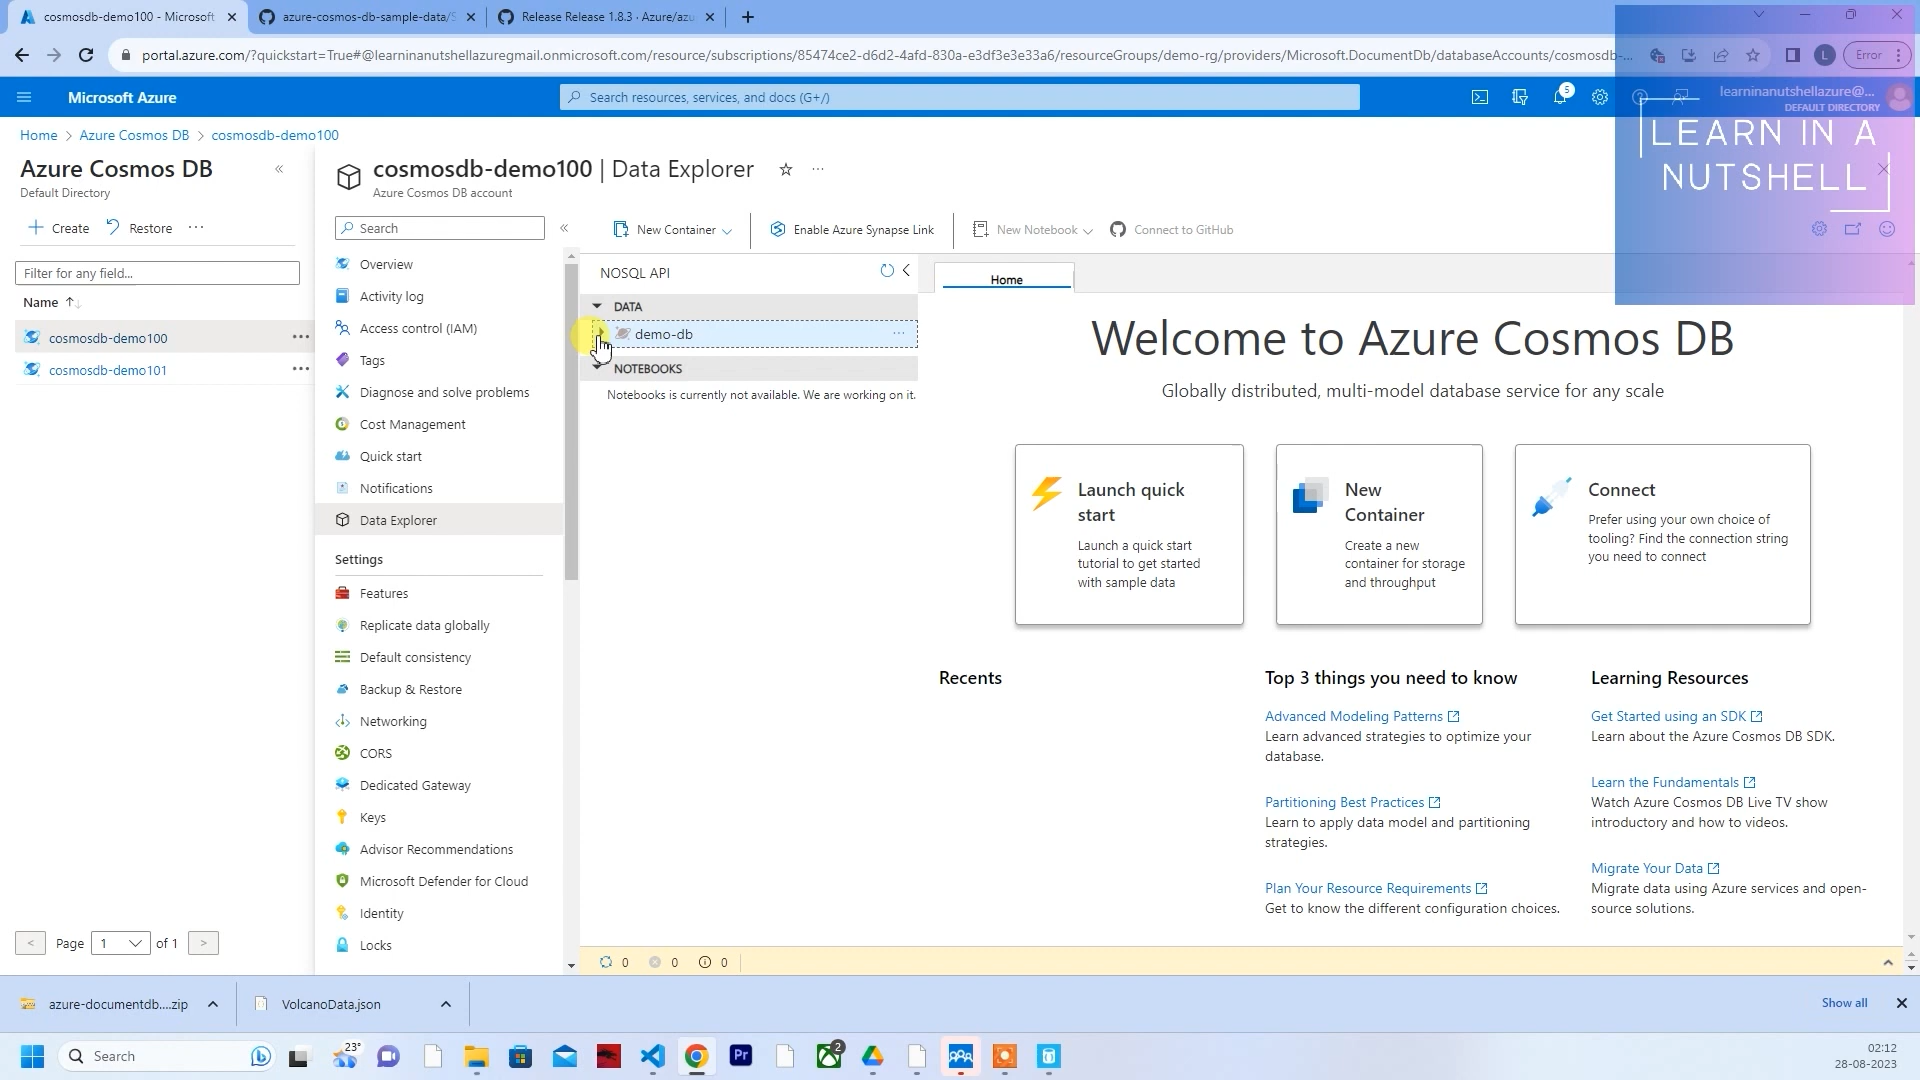 cosmosdb-demo100 - Microsoft
azure-cosmos-db-sample-data/S
Release Release 1.8.3 · Azure/azu
portal.azure.com/?quickstart=True#@learninanutshellazuregmail.onmicrosoft.com/resource/subscriptions/85474ce2-d6d2-4afd-830a-e3df3e3e33a6/resourceGroups/demo-rg/providers/Microsoft.DocumentDb/databaseAccounts/cosmosdb-...
L
Error
Microsoft Azure
Search resources, services, and docs (G+/)
5
learninanutshellazure@...
DEFAULT DIRECTORY
LEARN IN A
NUTSHELL
Home > Azure Cosmos DB > cosmosdb-demo100
Azure Cosmos DB
Default Directory
Create
Restore
Filter for any field...
Name
cosmosdb-demo100
cosmosdb-demo101
< Page 1 of 1 >
cosmosdb-demo100 | Data Explorer
Azure Cosmos DB account
Search
Overview
Activity log
Access control (IAM)
Tags
Diagnose and solve problems
Cost Management
Quick start
Notifications
Data Explorer
Settings
Features
Replicate data globally
Default consistency
Backup & Restore
Networking
CORS
Dedicated Gateway
Keys
Advisor Recommendations
Microsoft Defender for Cloud
Identity
Locks
New Container
Enable Azure Synapse Link
New Notebook
Connect to GitHub
NOSQL API
DATA
demo-db
NOTEBOOKS
Notebooks is currently not available. We are working on it.
Home
Welcome to Azure Cosmos DB
Globally distributed, multi-model database service for any scale
Launch quick
start
Launch a quick start
tutorial to get started
with sample data
New
Container
Create a new
container for storage
and throughput
Connect
Prefer using your own choice of
tooling? Find the connection string
you need to connect
Recents
Top 3 things you need to know
Advanced Modeling Patterns
Learn advanced strategies to optimize your
database.
Partitioning Best Practices
Learn to apply data model and partitioning
strategies.
Plan Your Resource Requirements
Get to know the different configuration choices.
Learning Resources
Get Started using an SDK
Learn about the Azure Cosmos DB SDK.
Learn the Fundamentals
Watch Azure Cosmos DB Live TV show
introductory and how to videos.
Migrate Your Data
Migrate data using Azure services and open-
source solutions.
0 0 0
azure-documentdb....zip
VolcanoData.json
Show all
Search
23°
Pr
2
02:12
28-08-2023